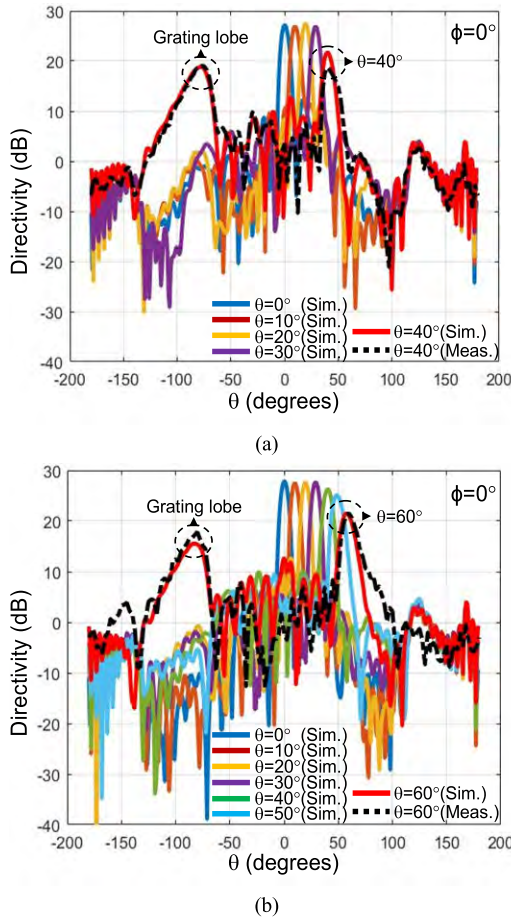 ϕ=0°
Grating lobe
θ=40°
Directivity (dB)
30
20
10
0
-10
-20
-30
40
θ=0° (Sim.)
θ=10°(Sim.)
θ=20°(Sim.)
θ=30°(Sim.)
θ=40°(Sim.)
θ=40°(Meas.)
-200 -150 -100 -50 0 50 100 150 200
θ (degrees)
(a)
ϕ=0°
Grating lobe
θ=60°
Directivity (dB)
30
20
10
0
-10
-20
-30
-40
θ=0° (Sim.)
θ=10°(Sim.)
θ=20°(Sim.)
θ=30°(Sim.)
θ=40°(Sim.)
θ=50°(Sim.)
θ=60°(Sim.)
θ=60°(Meas.)
-200 -150 -100 -50 0 50 100 150 200
θ (degrees)
(b)